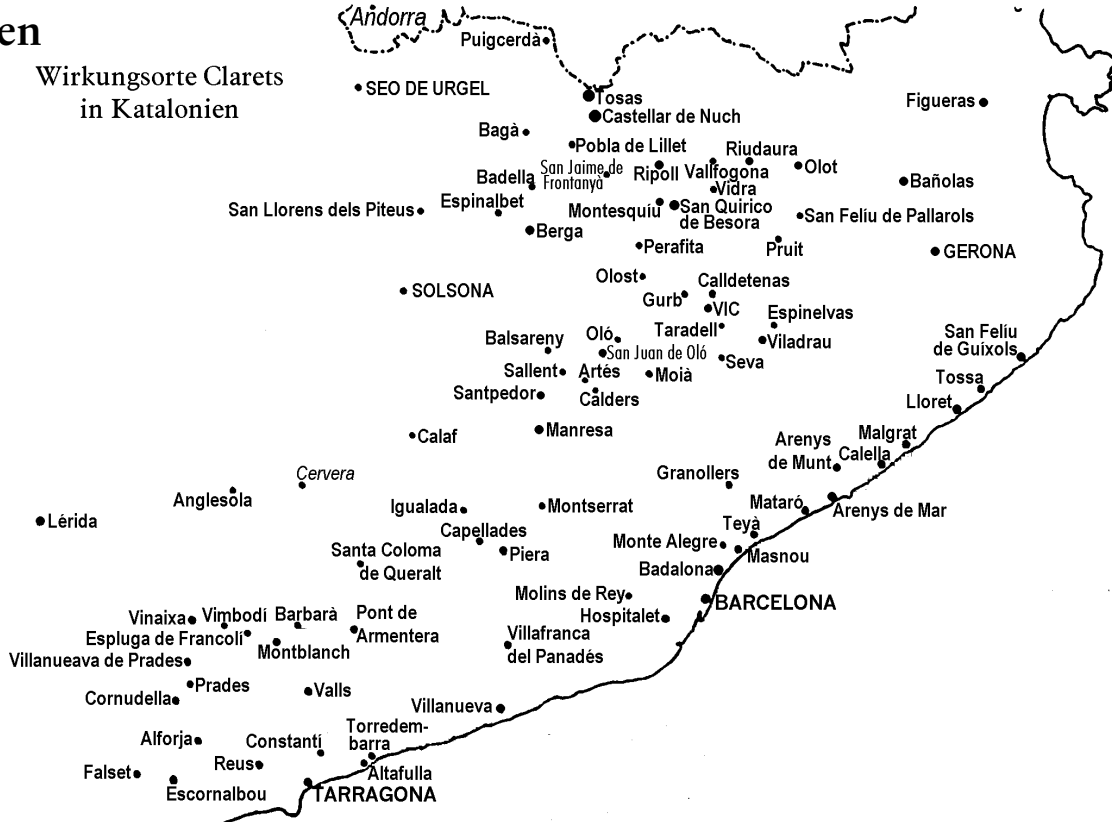 en
Wirkungsorte Clarets
in Katalonien
Andorra
Puigcerdà
SEO DE URGEL
Tosas
Castellar de Nuch
Figueras
Bagà
Pobla de Lillet
Riudaura
San Jaime de
Frontanyà
Ripoll
Vallfogona
Olot
Badella
Vidra
Bañolas
Espinalbet
San Llorens dels Piteus
Montesquíu
San Quirico
de Besora
San Felíu de Pallarols
Berga
Perafita
Pruit
GERONA
Olost
Calldetenas
SOLSONA
Gurb
VIC
Espinelvas
Taradell
Balsareny
Oló
Viladrau
San Felíu
de Guíxols
San Juan de Oló
Seva
Sallent
Artés
Moià
Tossa
Santpedor
Calders
Lloret
Calaf
Manresa
Malgrat
Arenys
de Munt
Calella
Cervera
Granollers
Anglesola
Igualada
Montserrat
Mataró
Arenys de Mar
Lérida
Capellades
Teyà
Santa Coloma
de Queralt
Piera
Monte Alegre
Masnou
Badalona
Molins de Rey
BARCELONA
Vinaixa
Vimbodí
Barbarà
Pont de
Armentera
Hospitalet
Espluga de Francolí
Montblanch
Villafranca
del Panadés
Villanueava de Prades
Prades
Valls
Cornudella
Villanueva
Alforja
Constantí
Torredem-
barra
Reus
Altafulla
Falset
Escornalbou
TARRAGONA